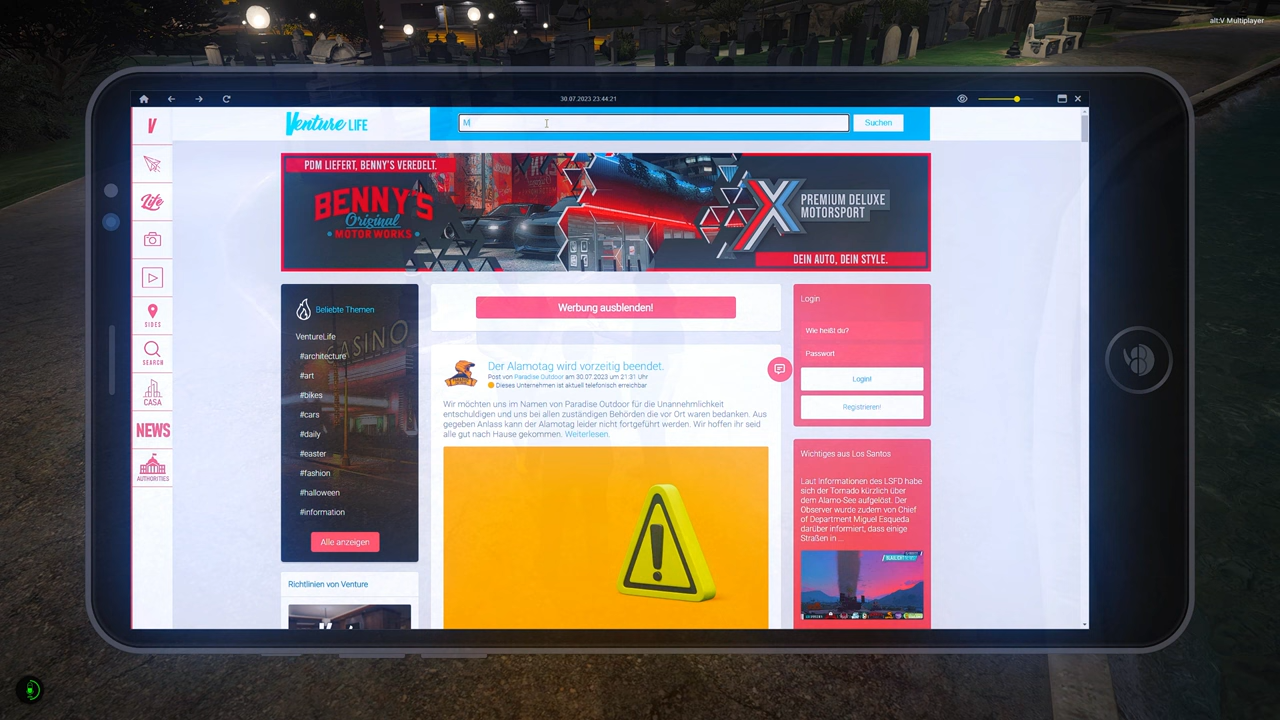 alt:V Multiplayer
30.07.2023 23:44:21
V
Venture LIFE
M
Suchen
PDM LIEFERT, BENNY'S VEREDELT.
BENNY'S
Original
MOTOR WORKS
X PREMIUM DELUXE
MOTORSPORT
DEIN AUTO, DEIN STYLE.
Life
SIDES
SEARCH
CASA
NEWS
AUTHORITIES
Beliebte Themen
VentureLife
#architecture
#art
#bikes
#cars
#daily
#easter
#fashion
#halloween
#information
Alle anzeigen
CASINO
Richtlinien von Venture
Werbung ausblenden!
Der Alamotag wird vorzeitig beendet.
Post von Paradise Outdoor am 30.07.2023 um 21:31 Uhr
Dieses Unternehmen ist aktuell telefonisch erreichbar
Wir möchten uns im Namen von Paradise Outdoor für die Unannehmlichkeit
entschuldigen und uns bei allen zuständigen Behörden die vor Ort waren bedanken. Aus
gegeben Anlass kann der Alamotag leider nicht fortgeführt werden. Wir hoffen ihr seid
alle gut nach Hause gekommen. Weiterlesen.
Login
Wie heißt du?
Passwort
Login!
Registrieren!
Wichtiges aus Los Santos
Laut Informationen des LSFD habe
sich der Tornado kürzlich über
dem Alamo-See aufgelöst. Der
Observer wurde zudem von Chief
of Department Miguel Esqueda
darüber informiert, dass einige
Straßen in ...